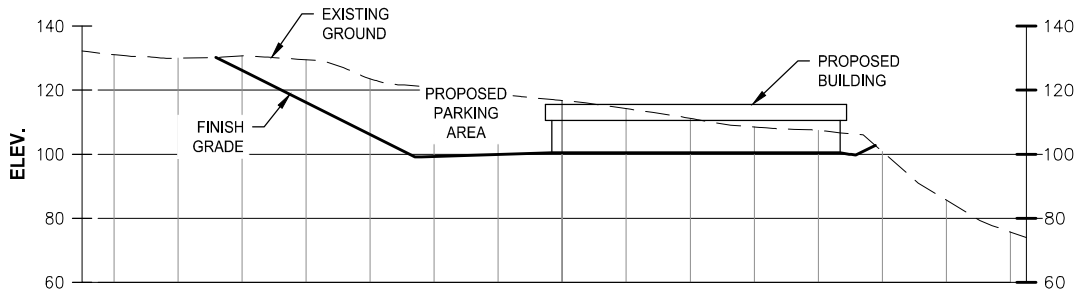 EXISTING
GROUND
140
140
PROPOSED
BUILDING
120
120
PROPOSED
PARKING
AREA
FINISH
GRADE
ELEV.
100
100
80
80
60
60